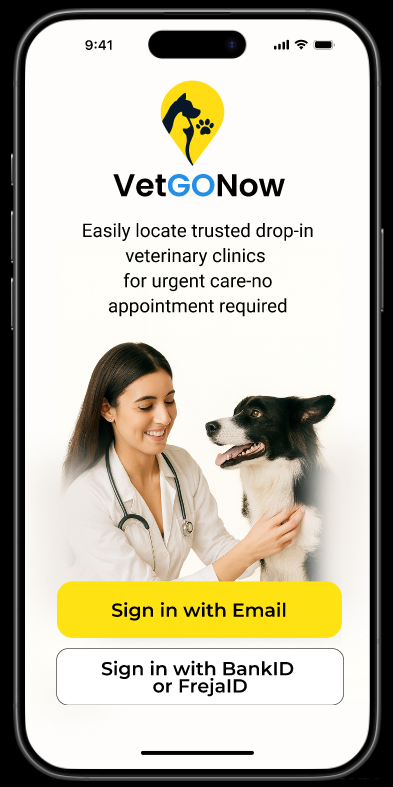 9:41
VetGONow
Easily locate trusted drop-in
veterinary clinics
for urgent care-no
appointment required
Sign in with Email
Sign in with BankID
or FrejaID